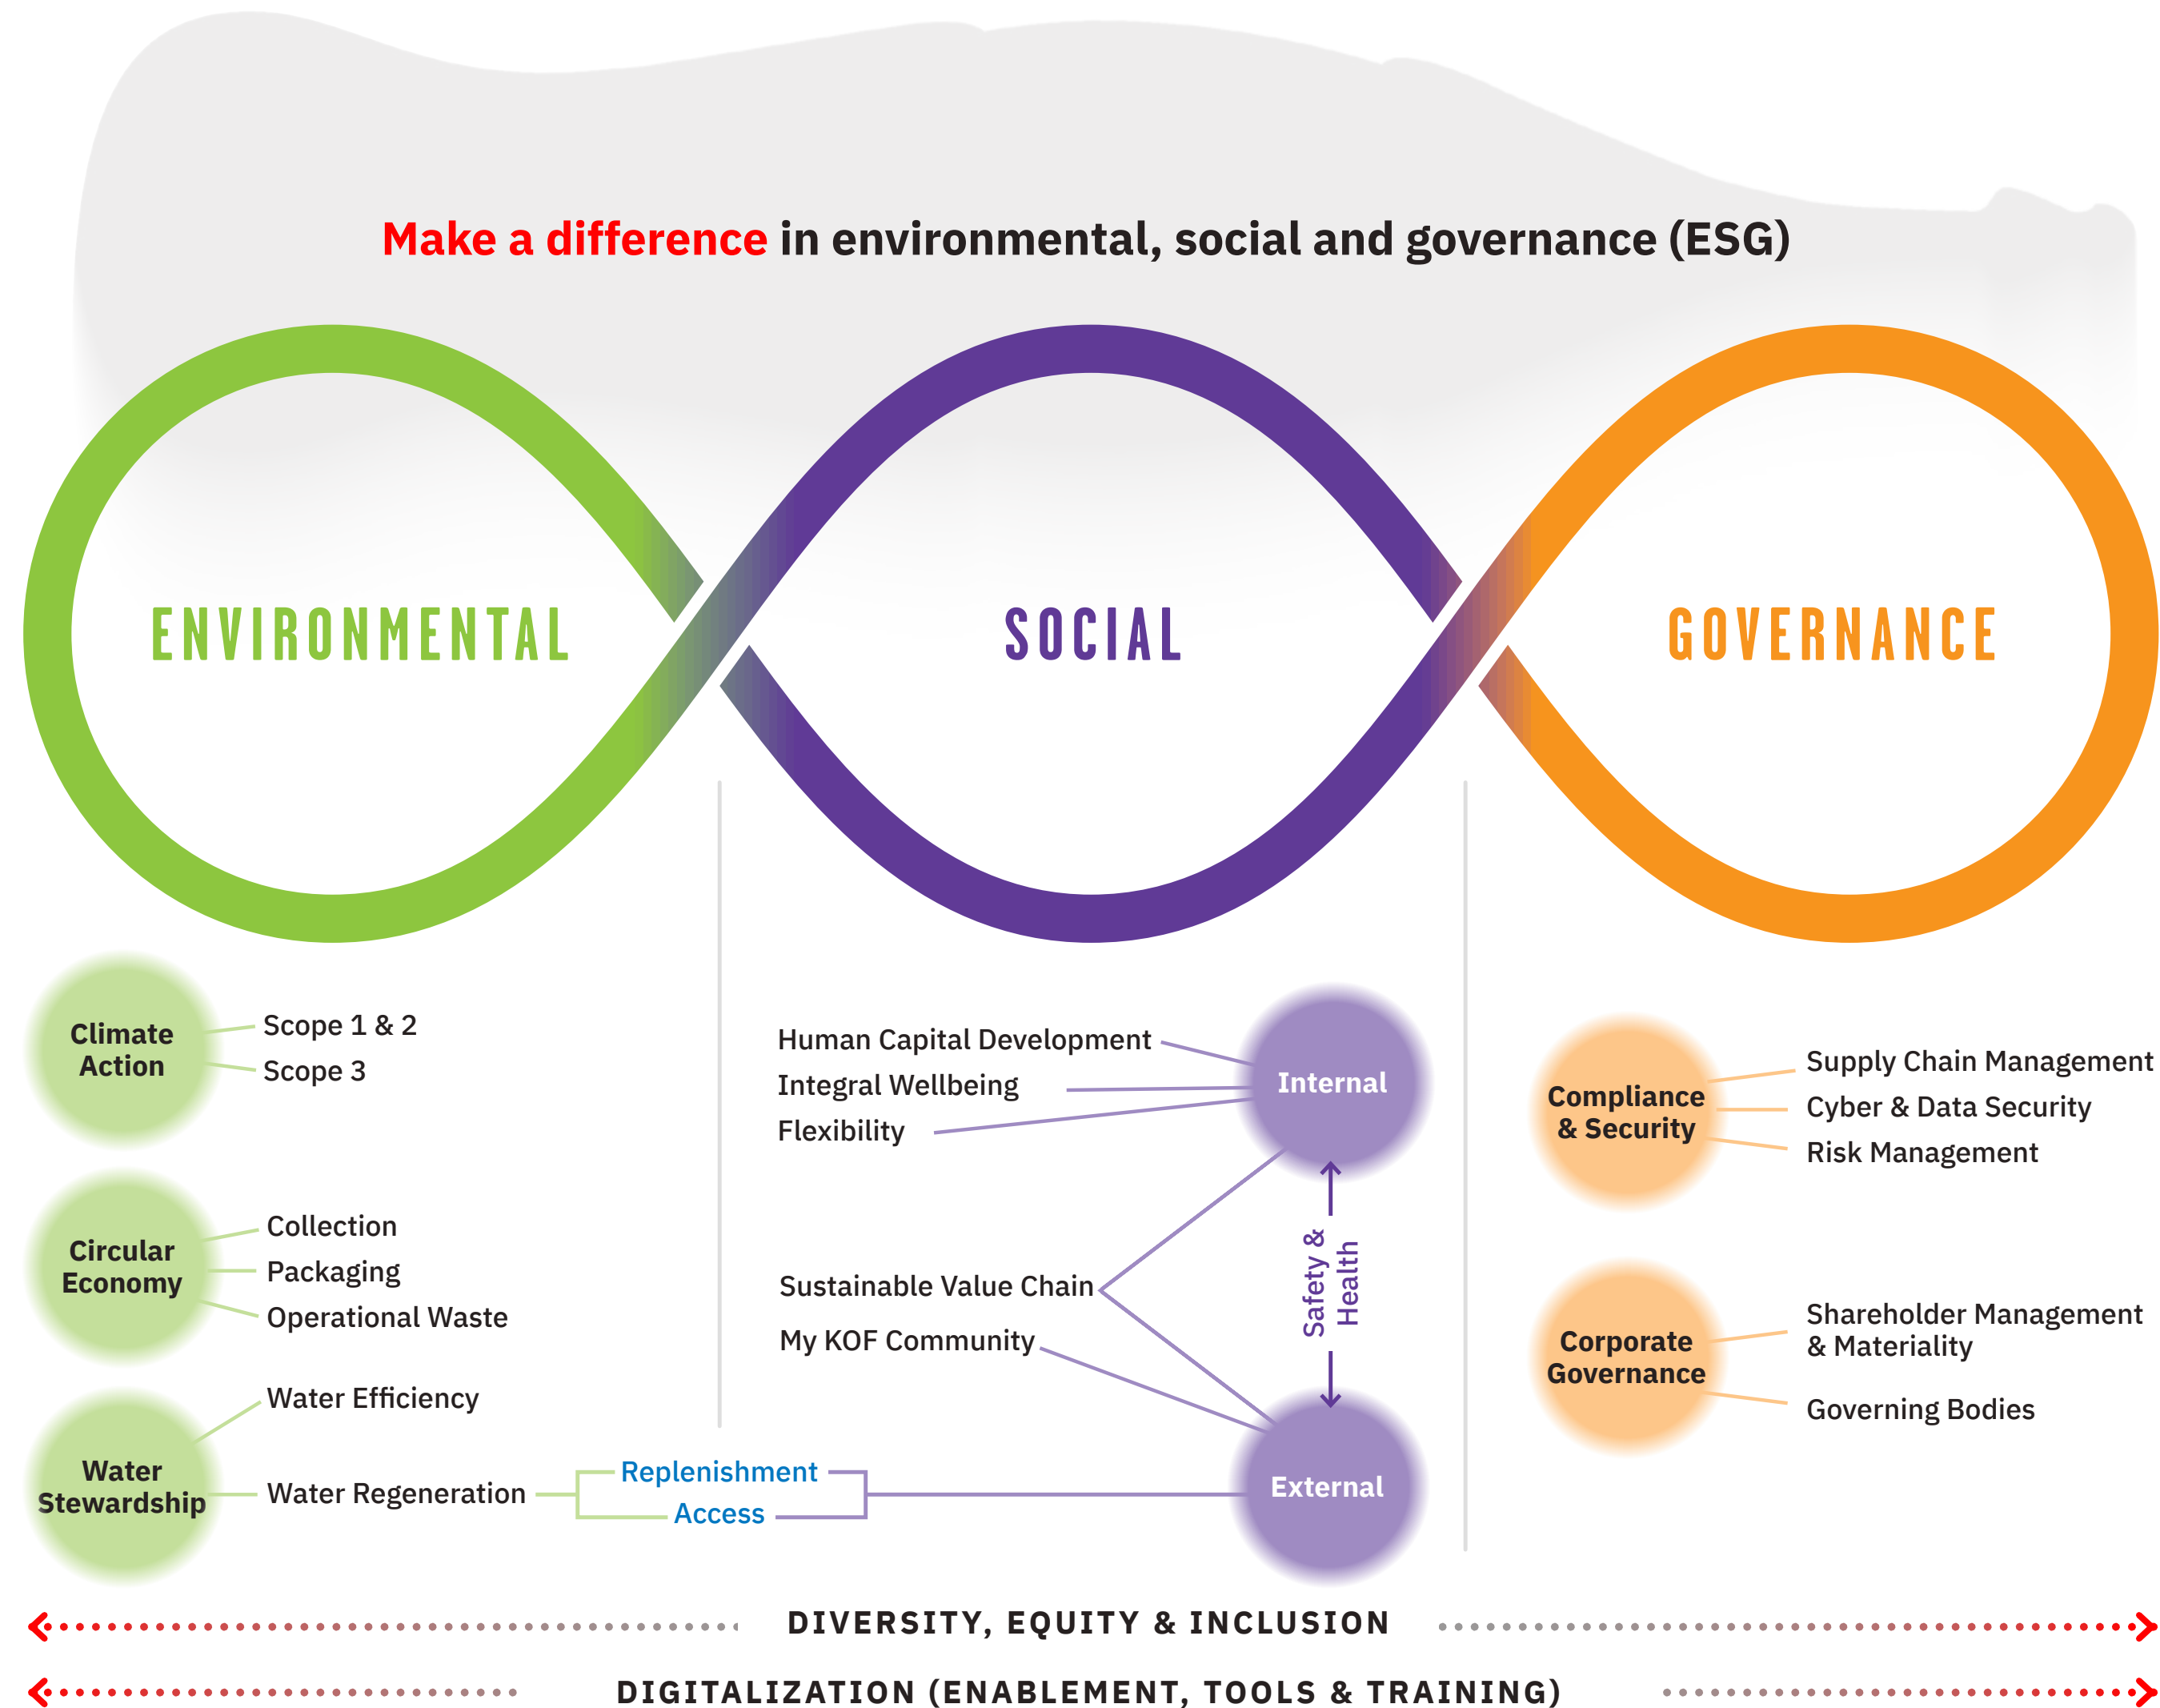 Make a difference in environmental, social and governance (ESG)
ENVIRONMENTAL
SOCIAL
GOVERNANCE
Climate
Action
Scope 1 & 2
Scope 3
Circular
Economy
Collection
Packaging
Operational Waste
Water
Stewardship
Water Efficiency
Water Regeneration
Replenishment
Access
Human Capital Development
Integral Wellbeing
Flexibility
Internal
Sustainable Value Chain
My KOF Community
Safety &
Health
External
Compliance
& Security
Supply Chain Management
Cyber & Data Security
Risk Management
Corporate
Governance
Shareholder Management
& Materiality
Governing Bodies
DIVERSITY, EQUITY & INCLUSION
DIGITALIZATION (ENABLEMENT, TOOLS & TRAINING)